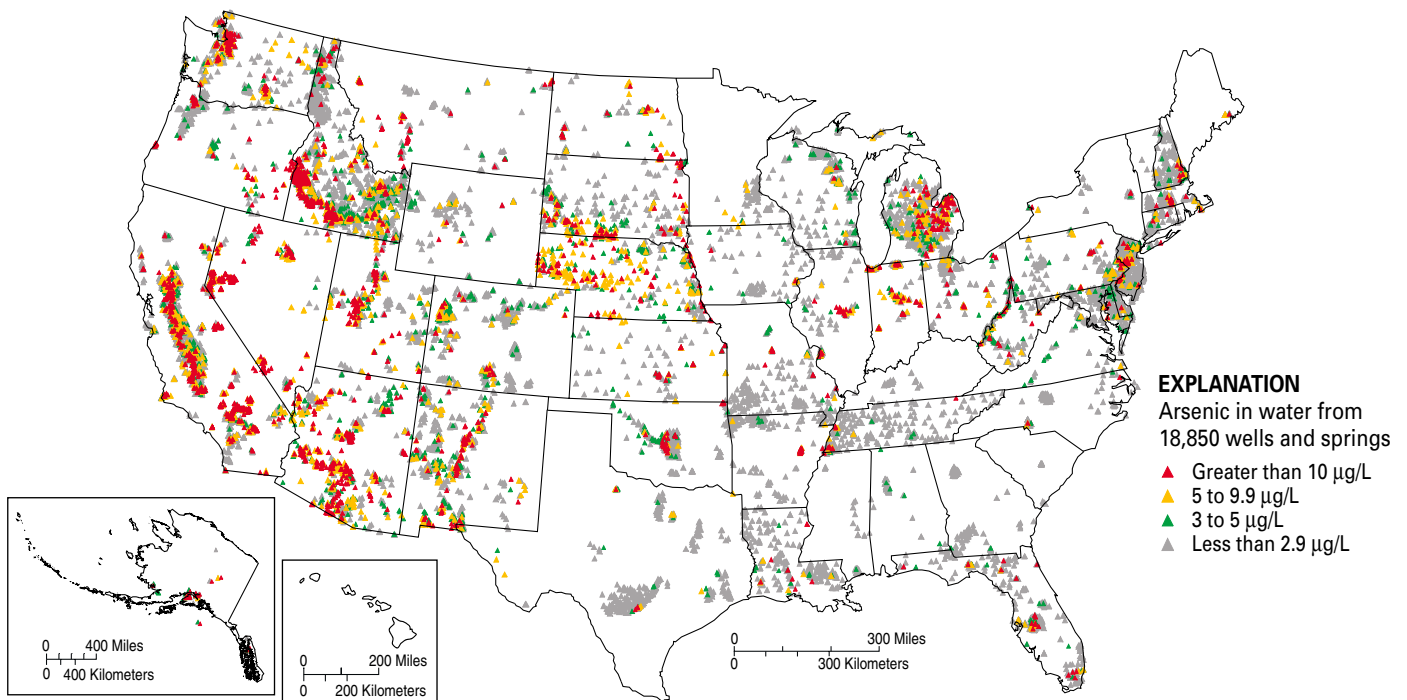 EXPLANATION
Arsenic in water from
18,850 wells and springs
Greater than 10 µg/L
5 to 9.9 µg/L
3 to 5 µg/L
Less than 2.9 µg/L
0 400 Miles
0 400 Kilometers
0 200 Miles
0 200 Kilometers
0 300 Miles
0 300 Kilometers